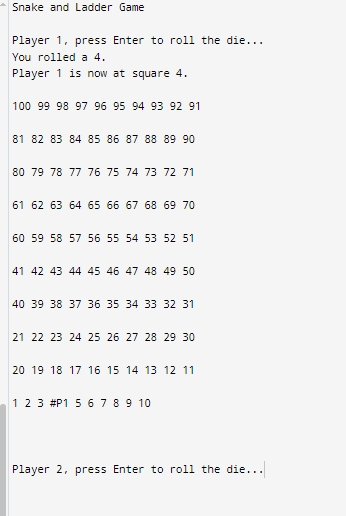 Snake and Ladder Game
Player 1, press Enter to roll the die...
You rolled a 4.
Player 1 is now at square 4.
100 99 98 97 96 95 94 93 92 91
81 82 83 84 85 86 87 88 89 90
80 79 78 77 76 75 74 73 72 71
61 62 63 64 65 66 67 68 69 70
60 59 58 57 56 55 54 53 52 51
41 42 43 44 45 46 47 48 49 50
40 39 38 37 36 35 34 33 32 31
21 22 23 24 25 26 27 28 29 30
20 19 18 17 16 15 14 13 12 11
1 2 3 #P1 5 6 7 8 9 10
Player 2, press Enter to roll the die...